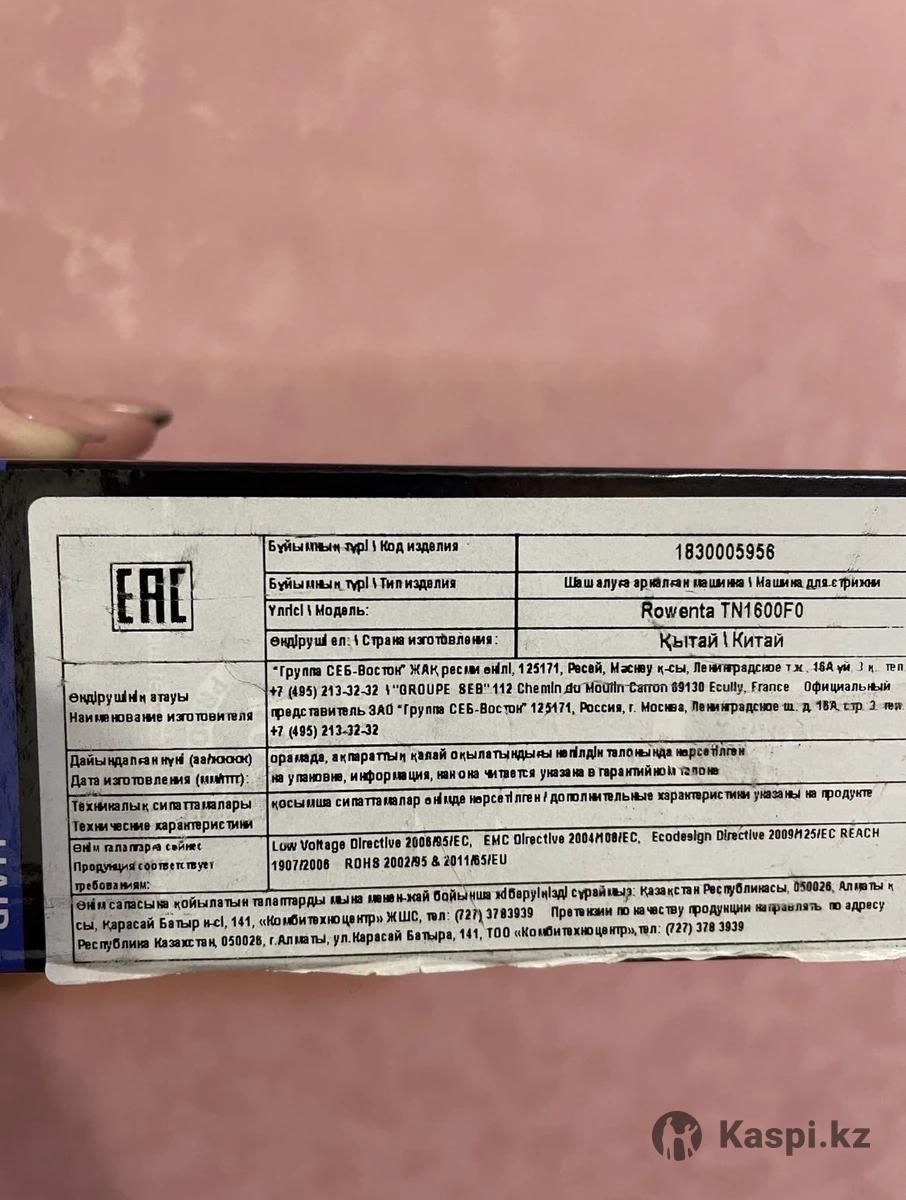 EAC
Бұйымның түрі \ Код изделия
1830005956
Бұйымның түрі \ Тип изделия
Шаш алуға арналған машинка \ Машина для стрижки
Үлгісі \ Модель:
Rowenta TN1600F0
Өндіруші ел: \ Страна изготовления:
Қытай \ Китай
Өндірушінің атауы
Наименование изготовителя
"Группа СЕБ-Восток" ЖАҚ ресми өкілі, 125171, Ресей, Мәскеу қ-сы, Ленинградское т.ж. 16А үй, 3 қ. тел
+7 (495) 213-32-32 \ "GROUPE SEB" 112 Chemin du Moulin Carron 69130 Ecully, France Официальный
представитель ЗАО "Группа СЕБ-Восток" 125171, Россия, г. Москва, Ленинградское ш. д. 16А, стр. 3 тел.
+7 (495) 213-32-32
Дайындалған күні (аа/жжжж)
Дата изготовления (мм/гггг):
орамада, ақпараттың қалай оқылатындығы кепілдік талонында көрсетілген
на упаковке, информация, как она читается указана в гарантийном талоне
Техникалық сипаттамалары
Технические характеристики
қосымша сипаттамалар өнімде көрсетілген / дополнительные характеристики указаны на продукте
Өнім талаптарға сәйкес
Продукция соответствует
требованиям:
Low Voltage Directive 2006/95/EC, EMC Directive 2004/108/EC, Ecodesign Directive 2009/125/EC REACH
1907/2006 ROHS 2002/95 & 2011/65/EU
Өнім сапасына қойылатын талаптарды мына мекен-жай бойынша жіберуіңізді сұраймыз: Қазақстан Республикасы, 050026, Алматы қ
сы, Қарасай Батыр к-сі, 141, «Комбитехноцентр» ЖШС, тел: (727) 3783939 Претензии по качеству продукции направлять по адресу
Республика Казахстан, 050026, г.Алматы, ул.Карасай Батыра, 141, ТОО «Комбитехноцентр», тел: (727) 378 3939
Kaspi.kz